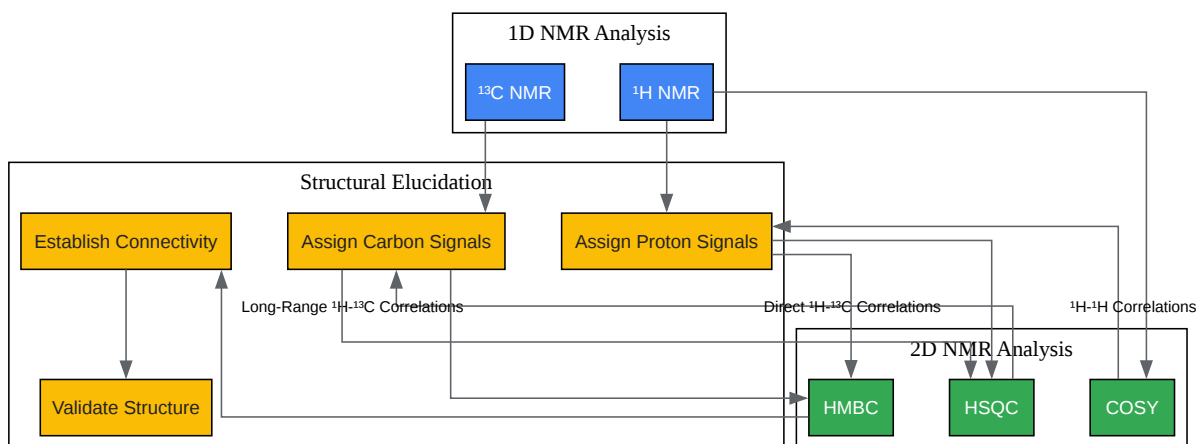 1D NMR Analysis
¹³C NMR
¹H NMR
Structural Elucidation
Establish Connectivity
Assign Carbon Signals
Assign Proton Signals
Long-Range ¹H-¹³C Correlations
Direct ¹H-¹³C Correlations
¹H-¹H Correlations
2D NMR Analysis
Validate Structure
HMBC
HSQC
COSY